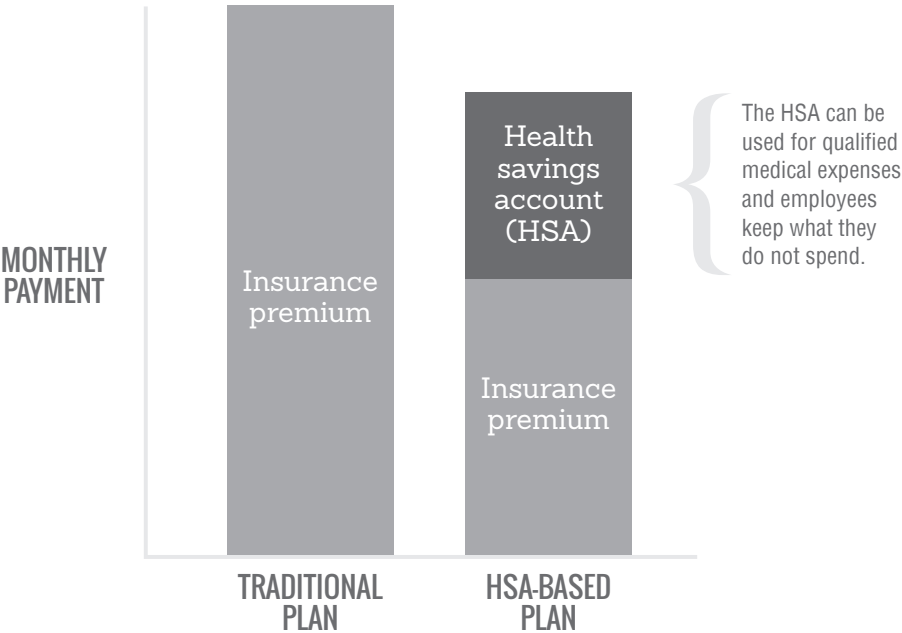 MONTHLY
PAYMENT
Insurance
premium
Health
savings
account
(HSA)
Insurance
premium
The HSA can be
used for qualified
medical expenses
and employees
keep what they
do not spend.
TRADITIONAL
PLAN
HSA-BASED
PLAN